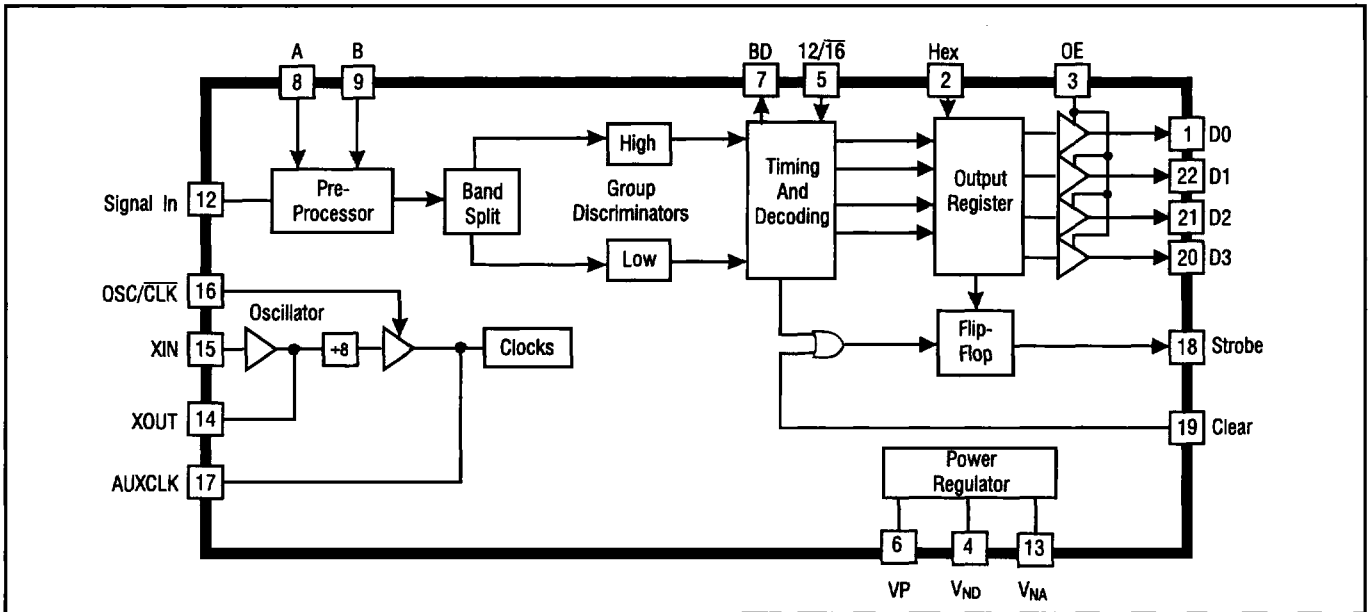 A B BD 12/1̅6̅ Hex OE
8 9 7 5 2 3
High
Pre-
Processor
Band
Split
Group
Discriminators
Low
Timing
And
Decoding
Output
Register
1 D0
22 D1
21 D2
20 D3
Signal In 12
OSC/C̅L̅K̅ 16
Oscillator
XIN 15
÷8
Clocks
XOUT 14
AUXCLK 17
Flip-
Flop
18 Strobe
19 Clear
Power
Regulator
6 4 13
VP VND VNA